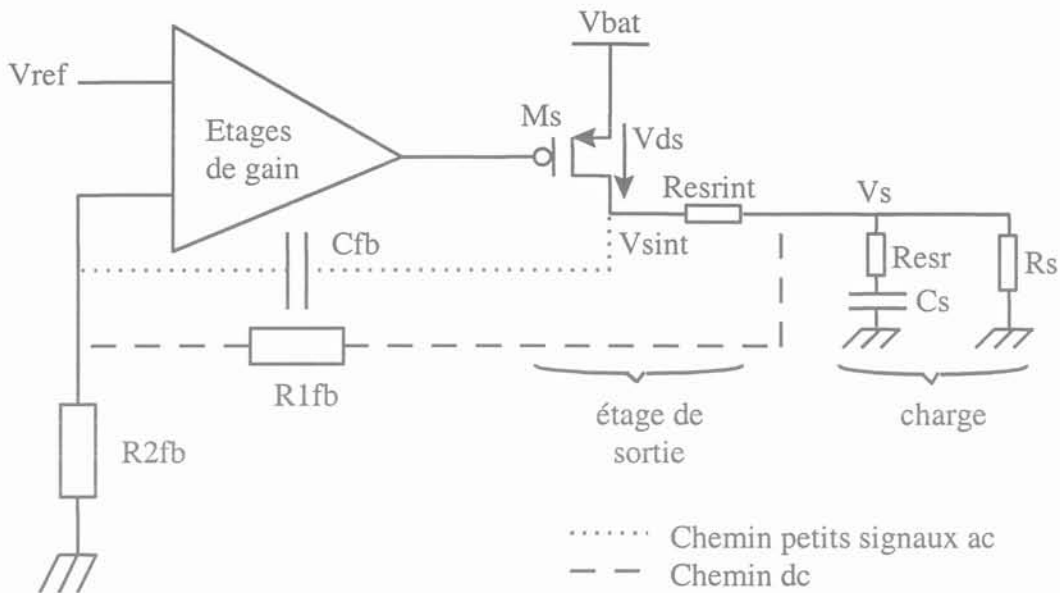 Vbat
Vref
Ms
Etages
de gain
Vds
Resrint
Vs
Cfb
Vsint
Resr
Rs
Cs
R1fb
étage de
sortie
charge
R2fb
Chemin petits signaux ac
Chemin dc